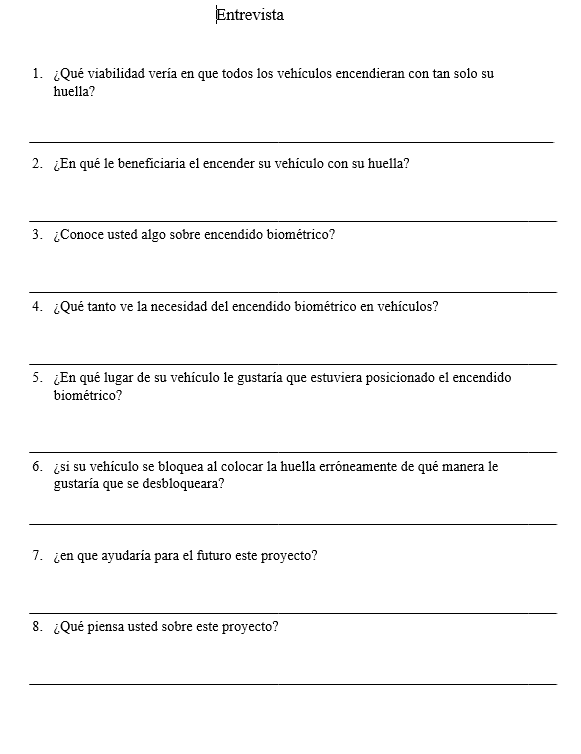 Entrevista
1. ¿Qué viabilidad vería en que todos los vehículos encendieran con tan solo su
huella?
2. ¿En qué le beneficiaria el encender su vehículo con su huella?
3. ¿Conoce usted algo sobre encendido biométrico?
4. ¿Qué tanto ve la necesidad del encendido biométrico en vehículos?
5. ¿En qué lugar de su vehículo le gustaría que estuviera posicionado el encendido
biométrico?
6. ¿si su vehículo se bloquea al colocar la huella erróneamente de qué manera le
gustaría que se desbloqueara?
7. ¿en que ayudaría para el futuro este proyecto?
8. ¿Qué piensa usted sobre este proyecto?